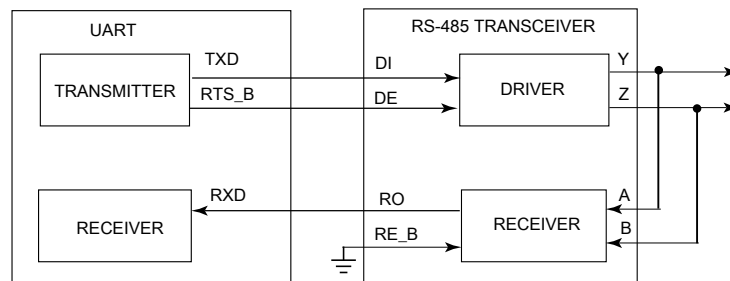 UART
RS-485 TRANSCEIVER
TXD
DI
Y
TRANSMITTER
DRIVER
RTS_B
DE
Z
RXD
RO
A
RECEIVER
RECEIVER
RE_B
B